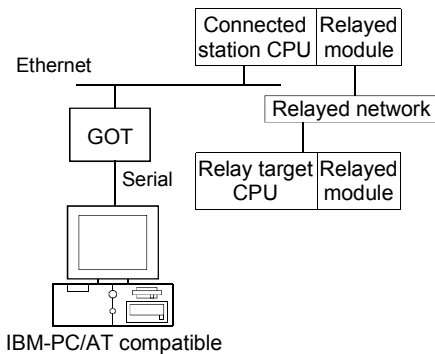 Connected
station CPU
Relayed
module
Ethernet
Relayed network
GOT
Relay target
CPU
Relayed
module
Serial
IBM-PC/AT compatible